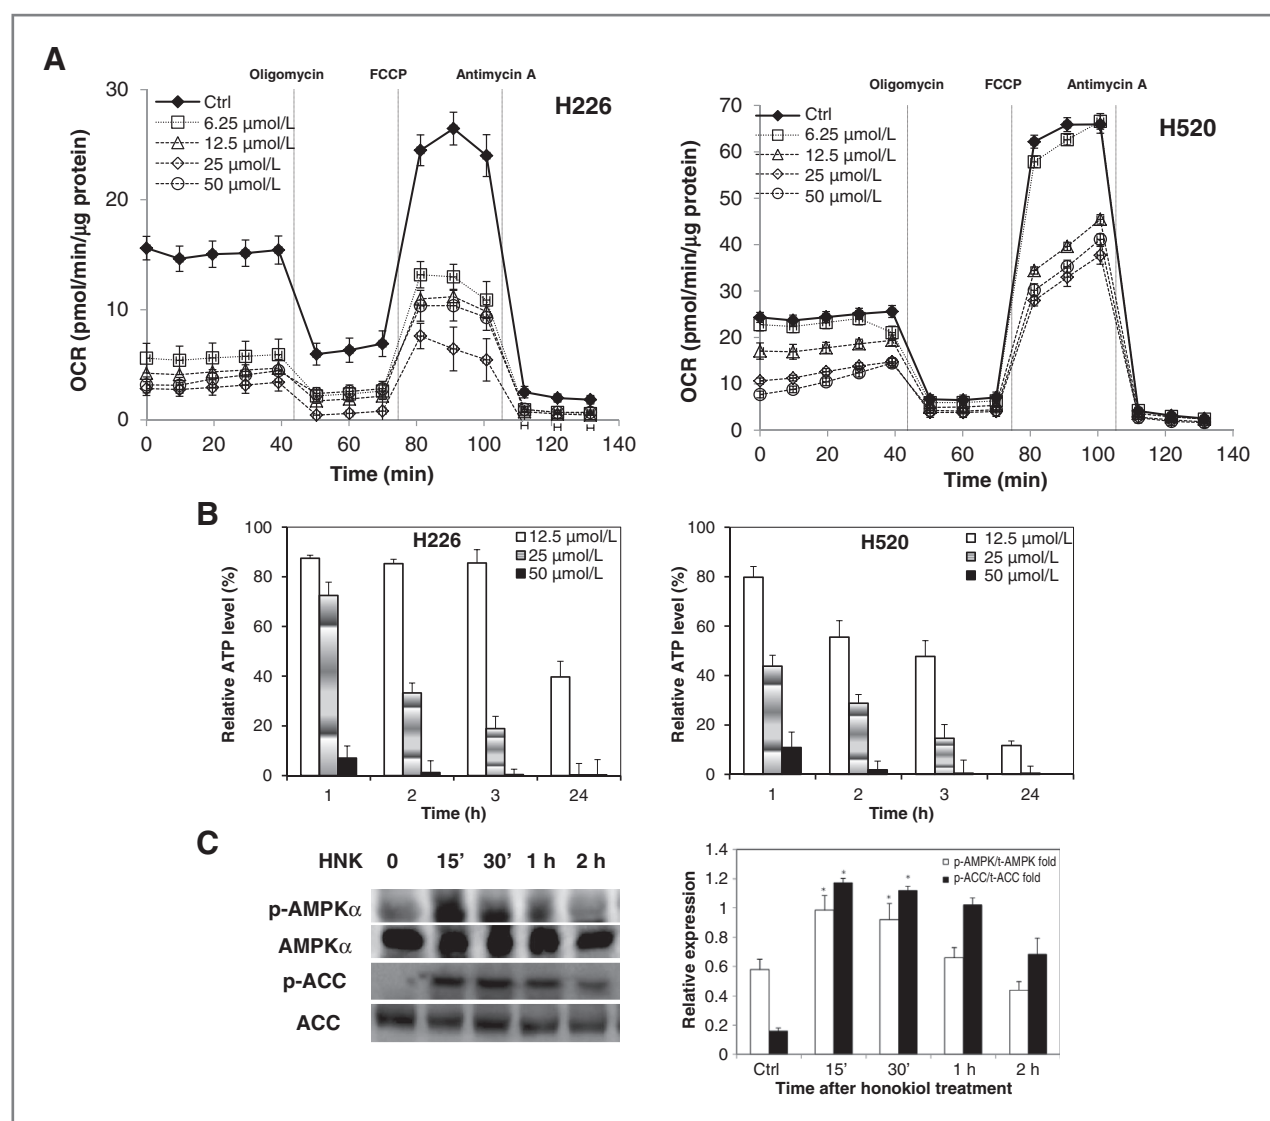 A
Oligomycin FCCP Antimycin A
H226
OCR (pmol/min/µg protein)
30
20
10
0
Ctrl
6.25 µmol/L
12.5 µmol/L
25 µmol/L
50 µmol/L
0 20 40 60 80 100 120 140
Time (min)
Oligomycin FCCP Antimycin A
H520
OCR (pmol/min/µg protein)
70
60
50
40
30
20
10
0
Ctrl
6.25 µmol/L
12.5 µmol/L
25 µmol/L
50 µmol/L
0 20 40 60 80 100 120 140
Time (min)
B
H226
Relative ATP level (%)
100
80
60
40
20
0
12.5 µmol/L
25 µmol/L
50 µmol/L
1 2 3 24
Time (h)
H520
Relative ATP level (%)
100
80
60
40
20
0
12.5 µmol/L
25 µmol/L
50 µmol/L
1 2 3 24
Time (h)
C
HNK 0 15’ 30’ 1 h 2 h
p-AMPKα
AMPKα
p-ACC
ACC
Relative expression
1.4
1.2
1
0.8
0.6
0.4
0.2
0
p-AMPK/t-AMPK fold
p-ACC/t-ACC fold
* * * *
Ctrl 15’ 30’ 1 h 2 h
Time after honokiol treatment